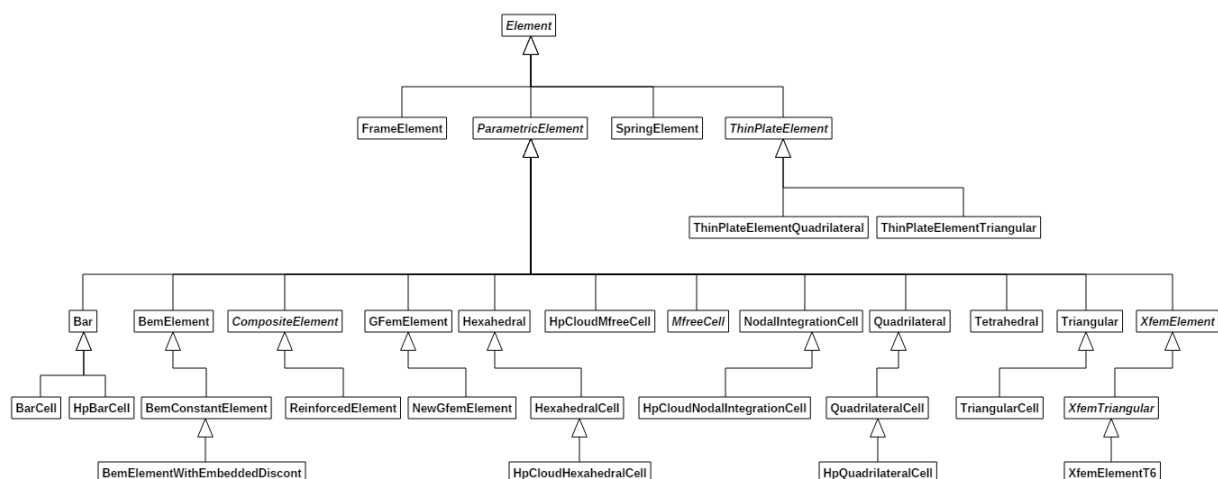 Element
FrameElement
ParametricElement
SpringElement
ThinPlateElement
ThinPlateElementQuadrilateral
ThinPlateElementTriangular
Bar
BemElement
CompositeElement
GFemElement
Hexahedral
HpCloudMfreeCell
MfreeCell
NodalIntegrationCell
Quadrilateral
Tetrahedral
Triangular
XfemElement
BarCell
HpBarCell
BemConstantElement
ReinforcedElement
NewGfemElement
HexahedralCell
HpCloudNodalIntegrationCell
QuadrilateralCell
TriangularCell
XfemTriangular
BemElementWithEmbeddedDiscont
HpCloudHexahedralCell
HpQuadrilateralCell
XfemElementT6